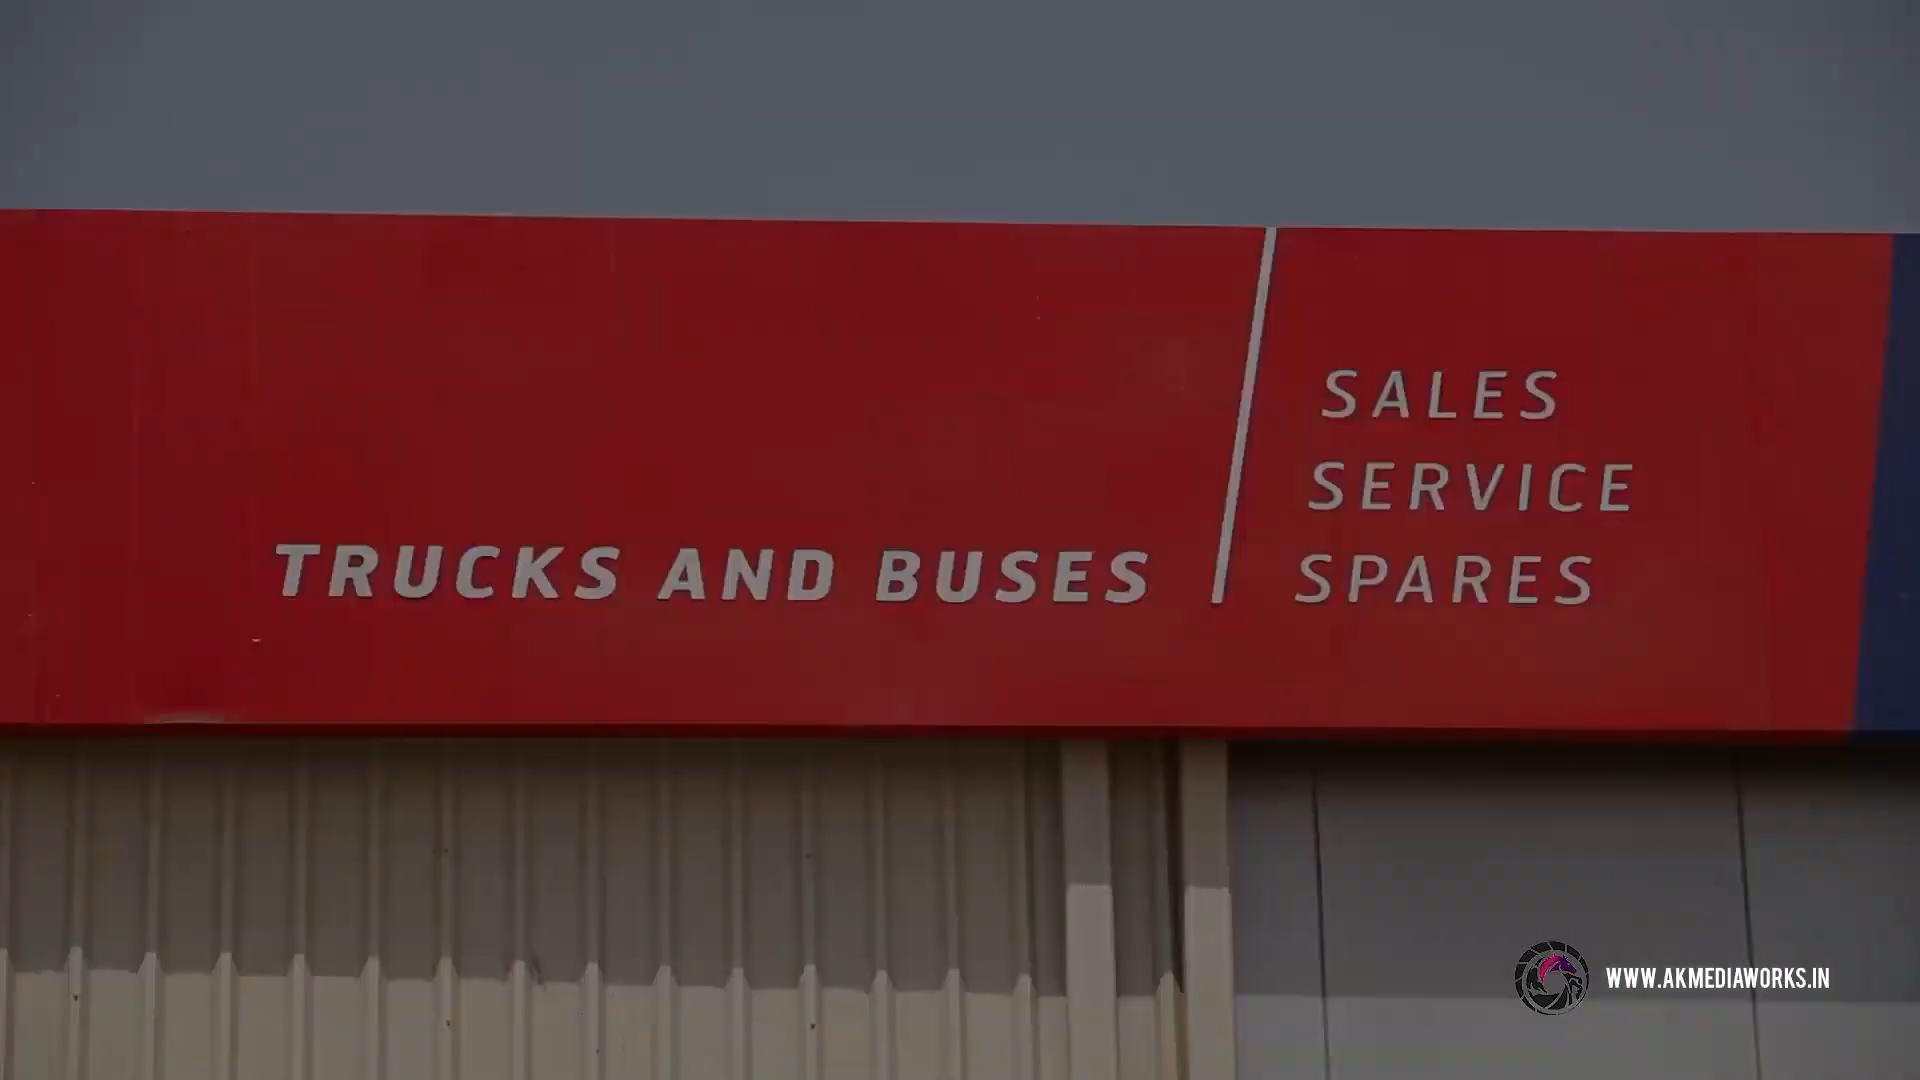 TRUCKS AND BUSES
SALES
SERVICE
SPARES
WWW.AKMEDIAWORKS.IN